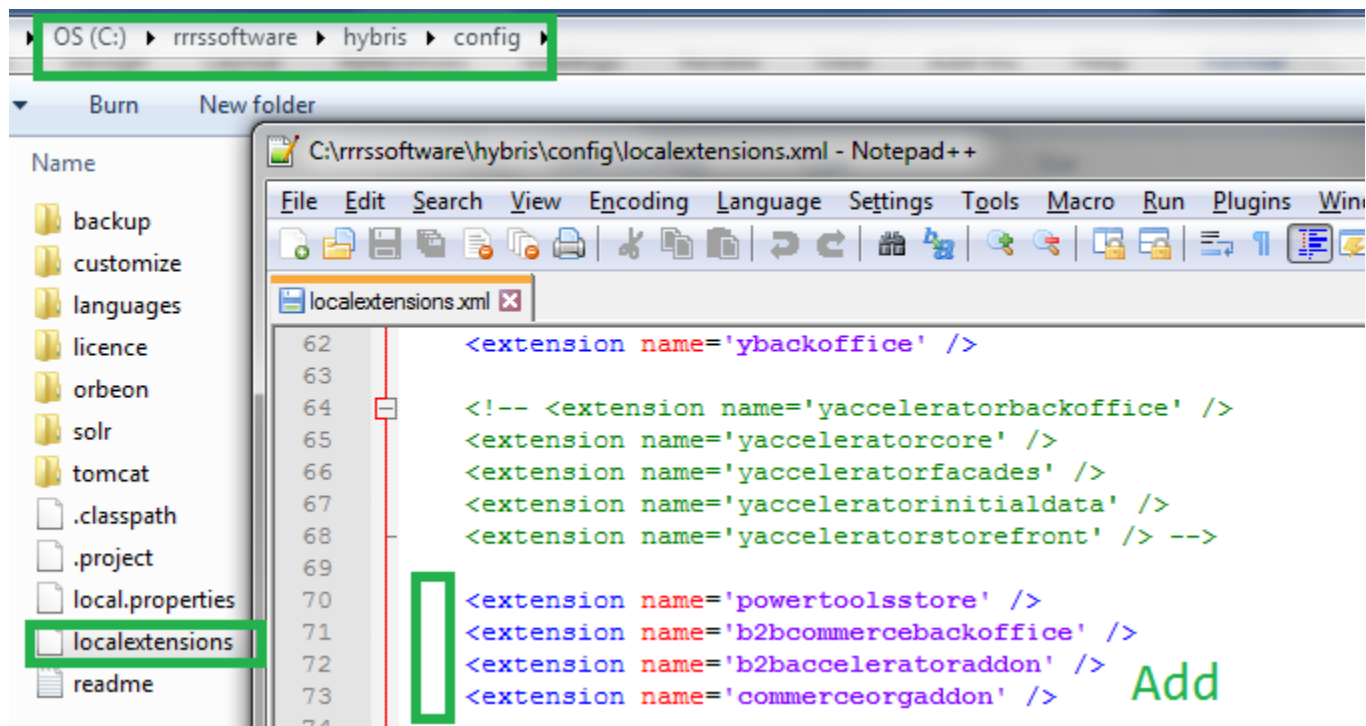 OS (C:) rrrssoftware hybris config
Burn New folder
Name
backup
customize
languages
licence
orbeon
solr
tomcat
.classpath
.project
local.properties
localextensions
readme
C:\rrrssoftware\hybris\config\localextensions.xml - Notepad++
File Edit Search View Encoding Language Settings Tools Macro Run Plugins
localextensions.xml
62 <extension name='ybackoffice' />
63
64 <!-- <extension name='yacceleratorbackoffice' />
65 <extension name='yacceleratorcore' />
66 <extension name='yacceleratorfacades' />
67 <extension name='yacceleratorinitialdata' />
68 <extension name='yacceleratorstorefront' /> -->
69
70 <extension name='powertoolsstore' />
71 <extension name='b2bcommercebackoffice' />
72 <extension name='b2bacceleratoraddon' />
73 <extension name='commerceorgaddon' />
Add